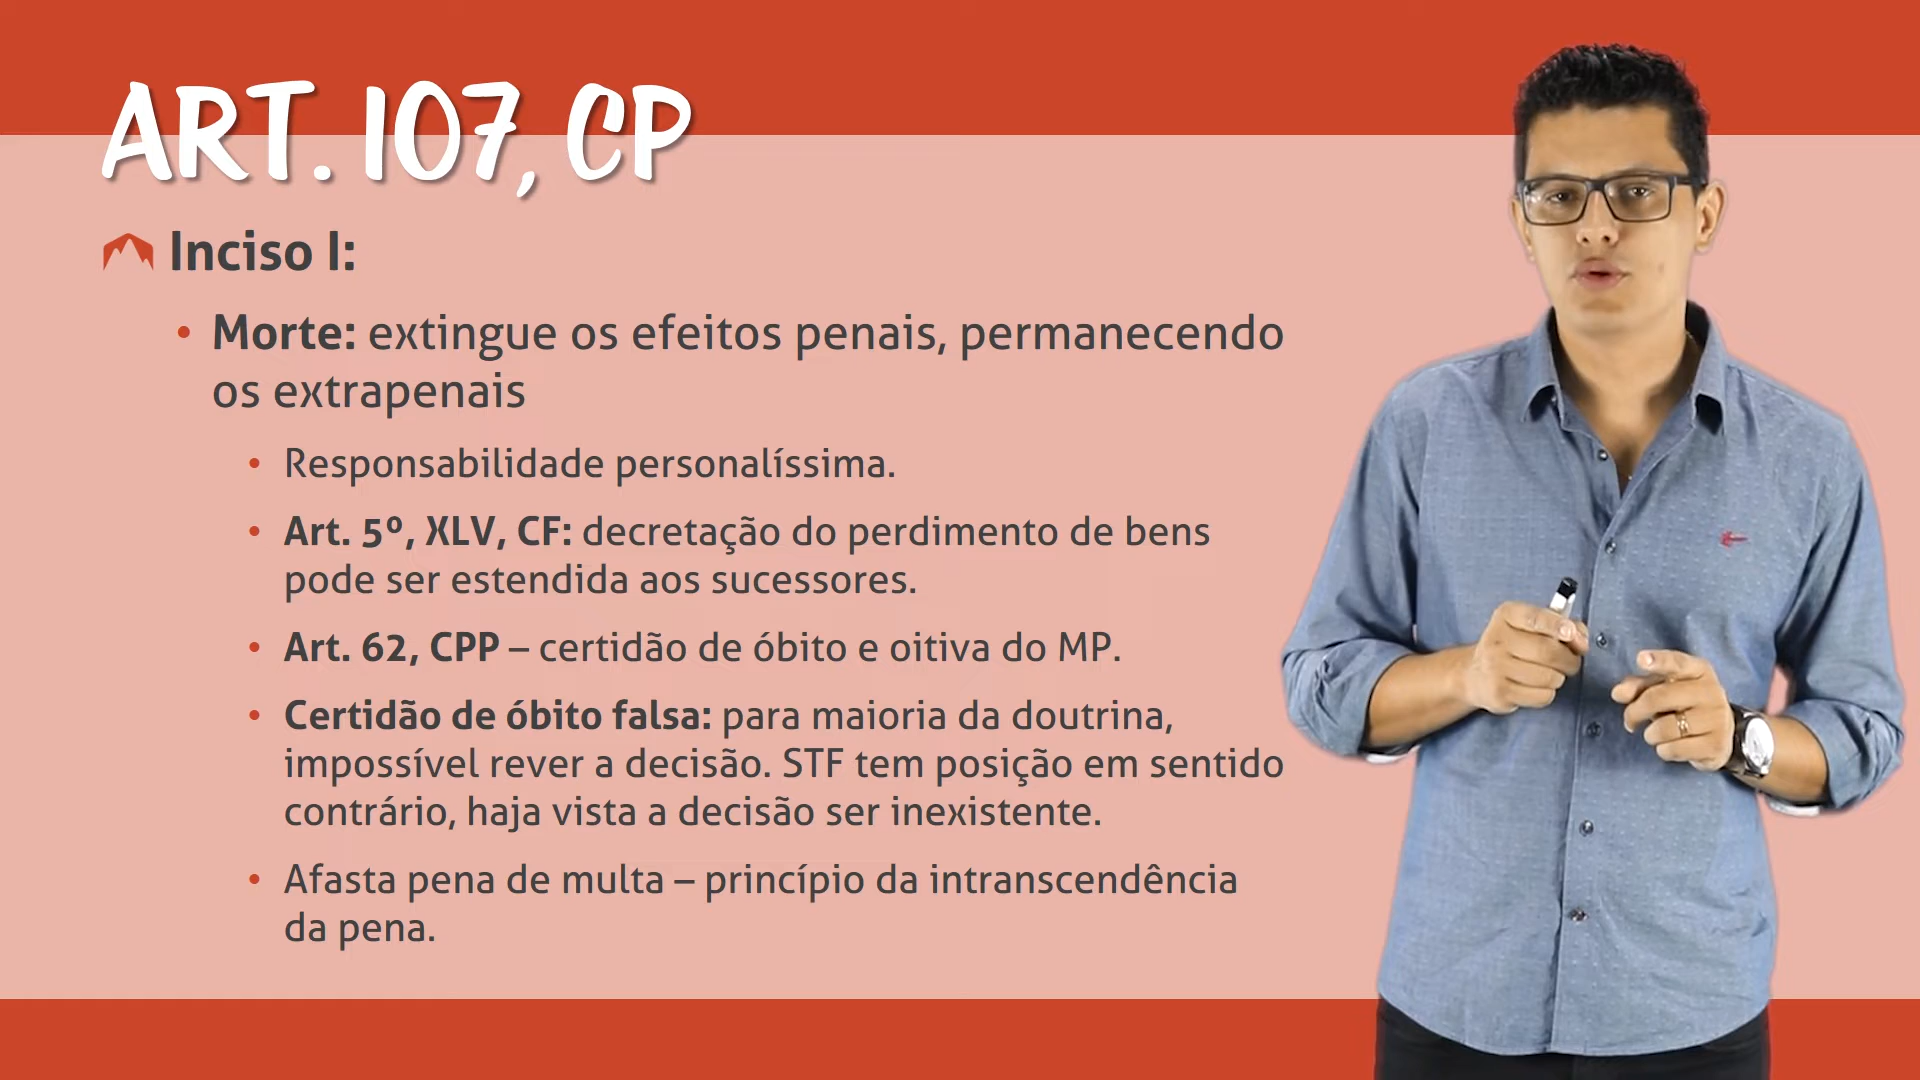 ART. 107, CP
Inciso I:
• Morte: extingue os efeitos penais, permanecendo
os extrapenais
• Responsabilidade personalíssima.
• Art. 5º, XLV, CF: decretação do perdimento de bens
pode ser estendida aos sucessores.
• Art. 62, CPP – certidão de óbito e oitiva do MP.
• Certidão de óbito falsa: para maioria da doutrina,
impossível rever a decisão. STF tem posição em sentido
contrário, haja vista a decisão ser inexistente.
• Afasta pena de multa – princípio da intranscendência
da pena.